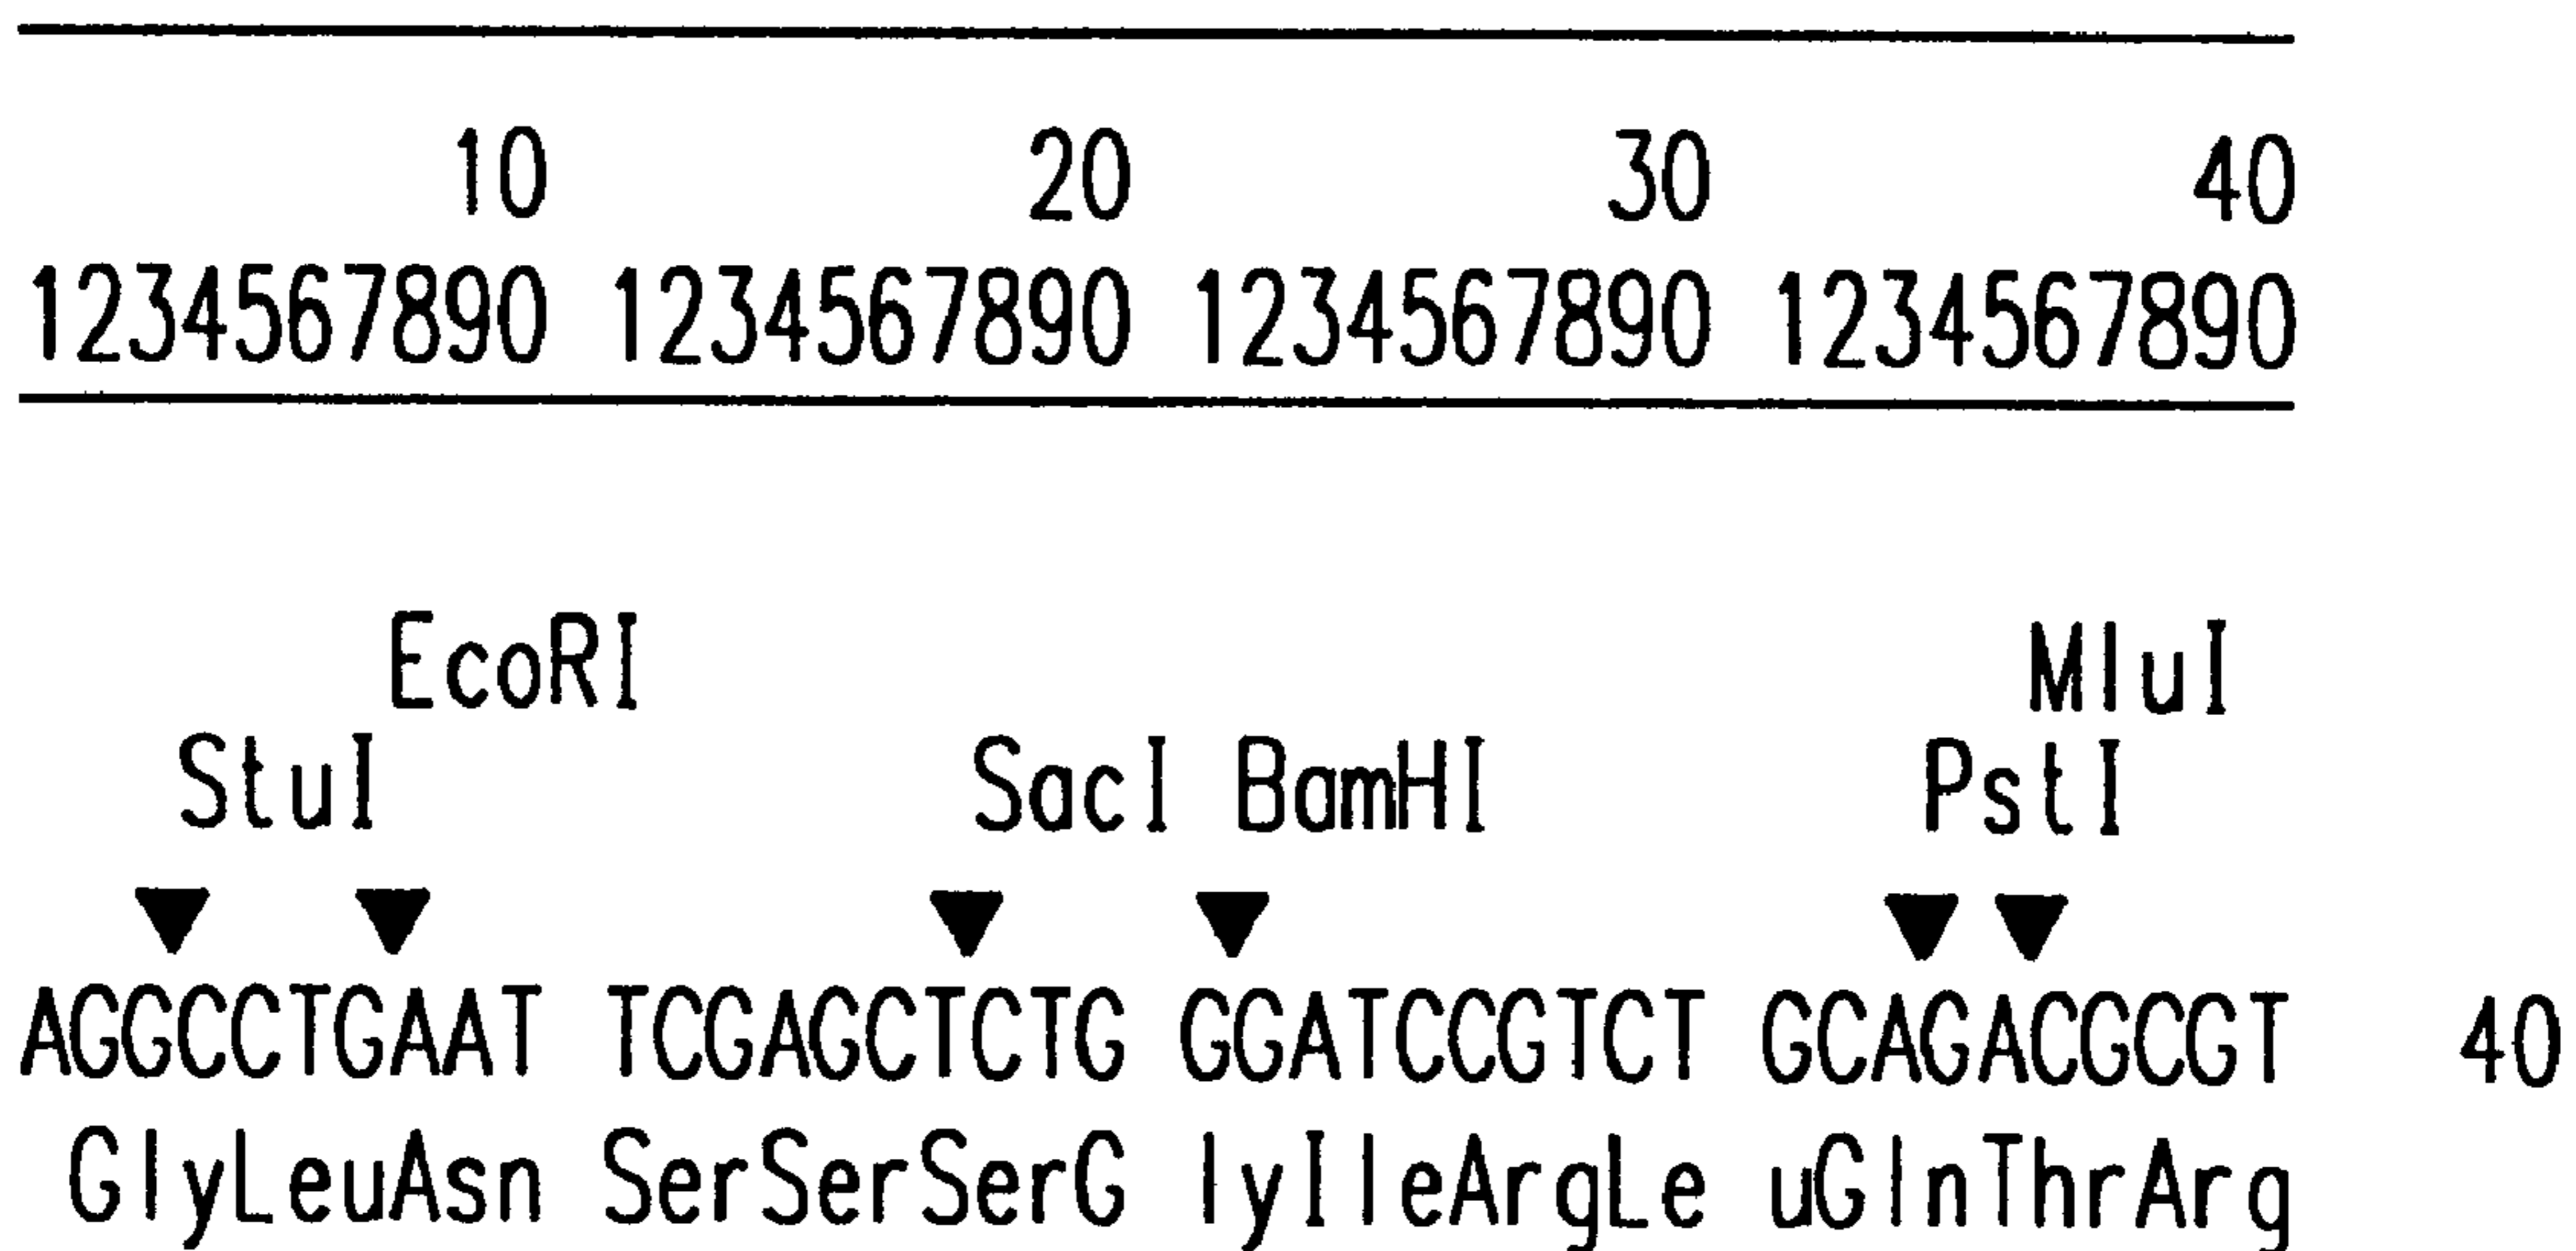 10 20 30 40
1234567890 1234567890 1234567890 1234567890
EcoRI MluI
StuI SacI BamHI PstI
AGGCCTGAAT TCGAGCTCTG GGATCCGTCT GCAGACGCGT 40
GlyLeuAsn SerSerSerG lyIleArgLe uGlnThrArg